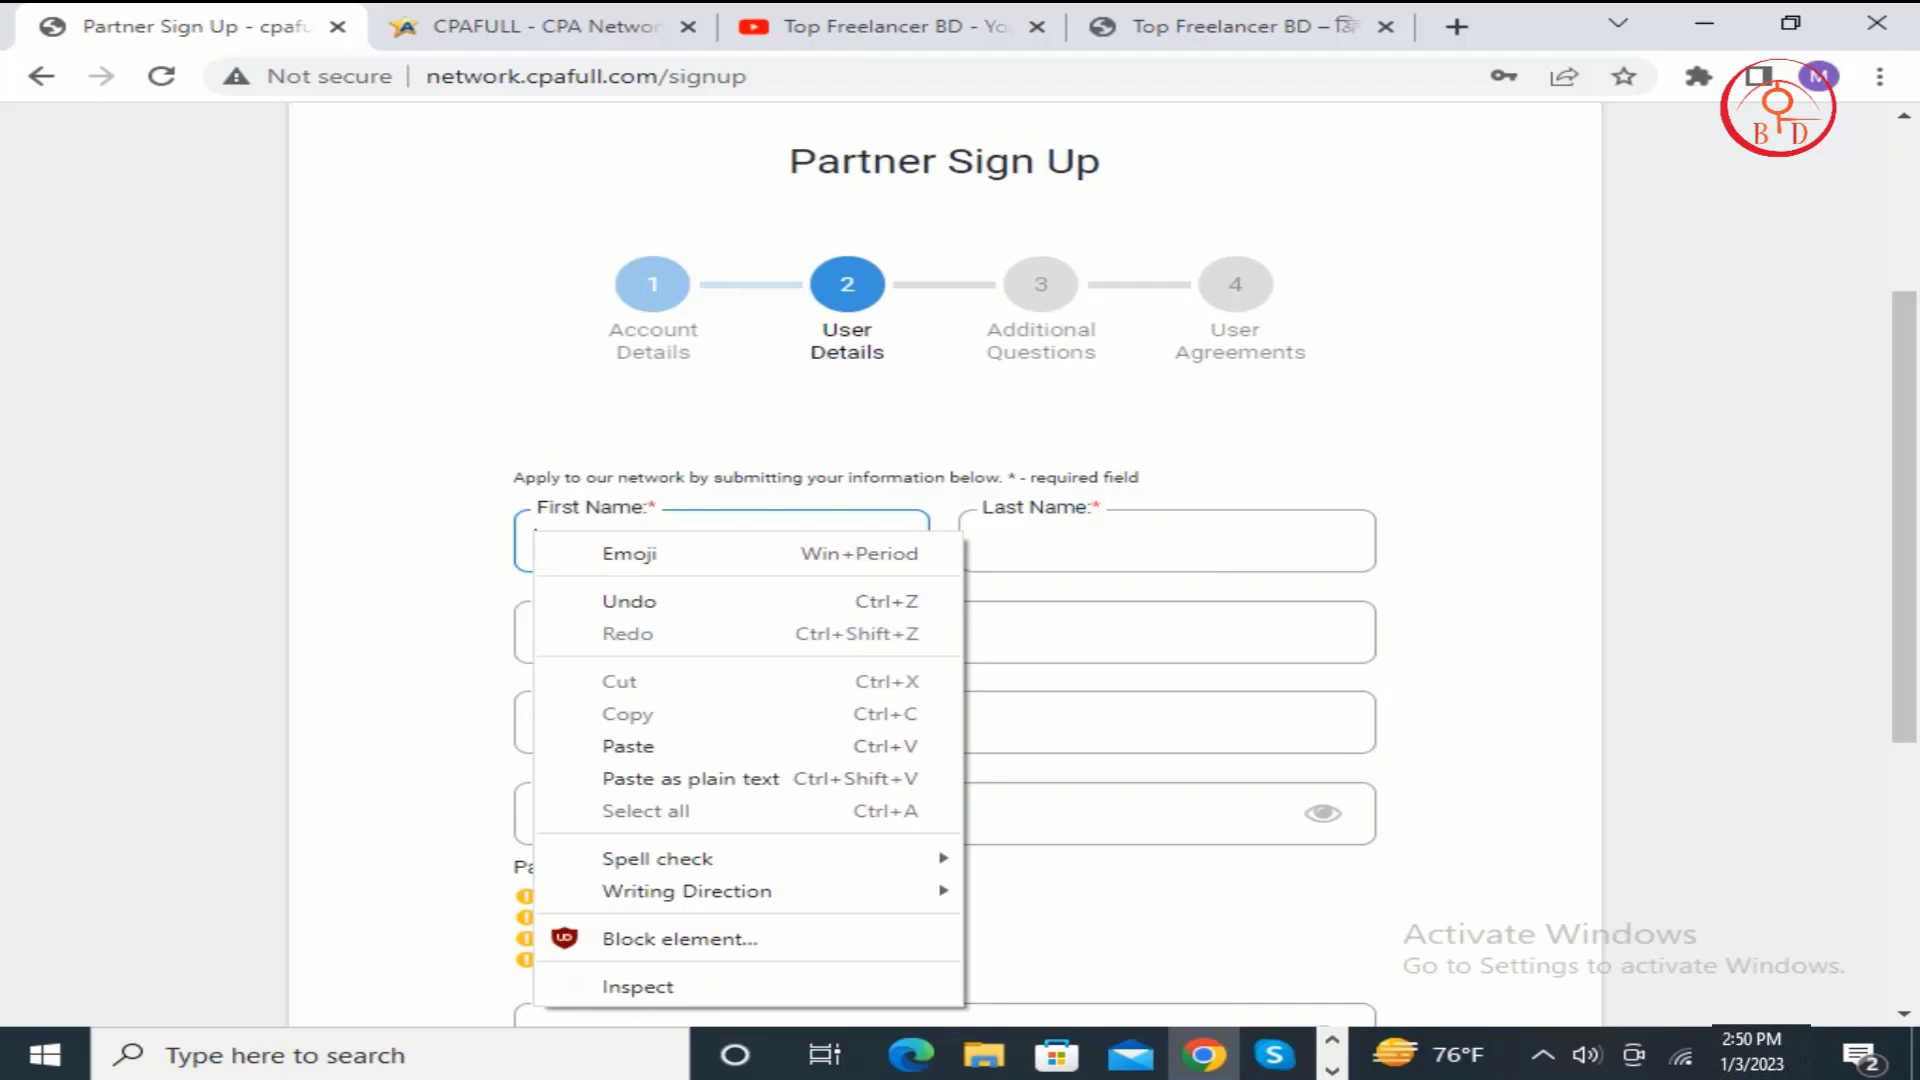 Partner Sign Up - cpafu
CPAFULL - CPA Networ
Top Freelancer BD - Yo
Top Freelancer BD –
Not secure
network.cpafull.com/signup
M
B D
Partner Sign Up
1
2
3
4
Account
Details
User
Details
Additional
Questions
User
Agreements
Apply to our network by submitting your information below. * - required field
First Name:*
Last Name:*
Emoji Win+Period
Undo Ctrl+Z
Redo Ctrl+Shift+Z
Cut Ctrl+X
Copy Ctrl+C
Paste Ctrl+V
Paste as plain text Ctrl+Shift+V
Select all Ctrl+A
Spell check
Writing Direction
Block element...
Inspect
Pa
Activate Windows
Go to Settings to activate Windows.
Type here to search
76°F
2:50 PM
1/3/2023
2